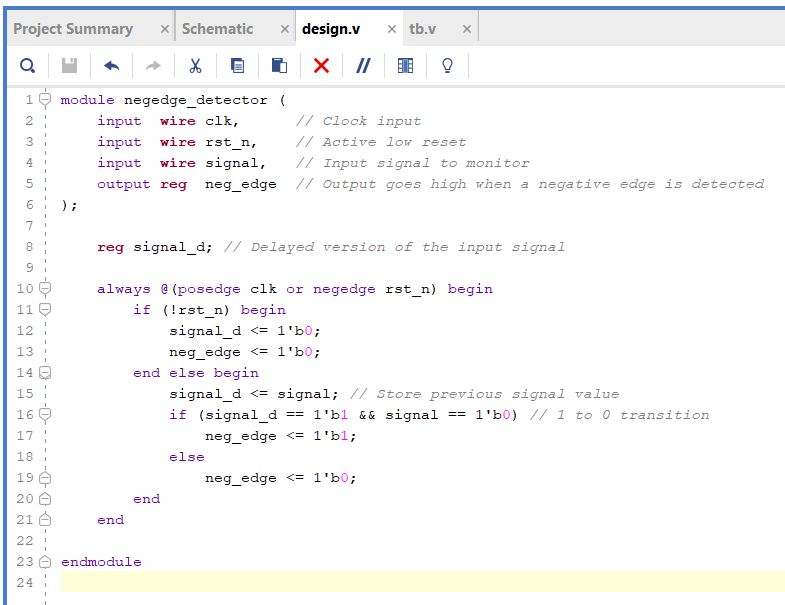 Project Summary × Schematic × design.v × tb.v ×
1 module negedge_detector (
2     input  wire clk,      // Clock input
3     input  wire rst_n,    // Active low reset
4     input  wire signal,   // Input signal to monitor
5     output reg  neg_edge  // Output goes high when a negative edge is detected
6 );
7
8     reg signal_d; // Delayed version of the input signal
9
10     always @(posedge clk or negedge rst_n) begin
11         if (!rst_n) begin
12             signal_d <= 1'b0;
13             neg_edge <= 1'b0;
14         end else begin
15             signal_d <= signal; // Store previous signal value
16             if (signal_d == 1'b1 && signal == 1'b0) // 1 to 0 transition
17                 neg_edge <= 1'b1;
18             else
19                 neg_edge <= 1'b0;
20         end
21     end
22
23 endmodule
24